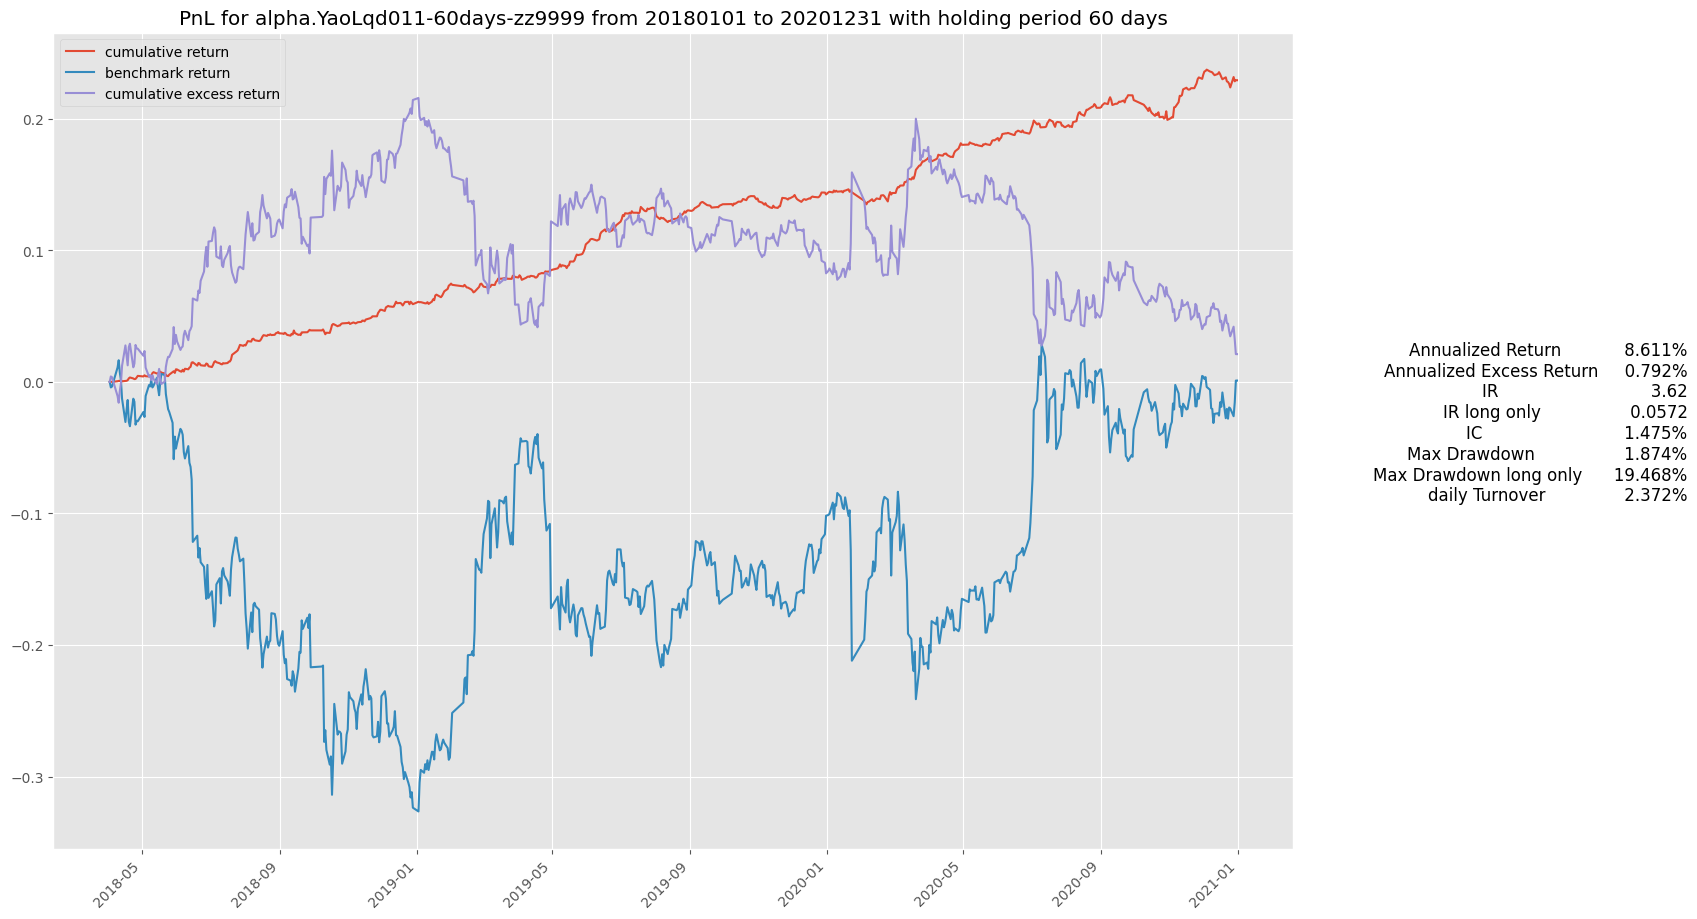 PnL for alpha.YaoLqd011-60days-zz9999 from 20180101 to 20201231 with holding period 60 days
cumulative return
benchmark return
cumulative excess return
0.2
0.1
0.0
−0.1
−0.2
−0.3
2018-05
2018-09
2019-01
2019-05
2019-09
2020-01
2020-05
2020-09
2021-01
Annualized Return 8.611%
Annualized Excess Return 0.792%
IR 3.62
IR long only 0.0572
IC 1.475%
Max Drawdown 1.874%
Max Drawdown long only 19.468%
daily Turnover 2.372%